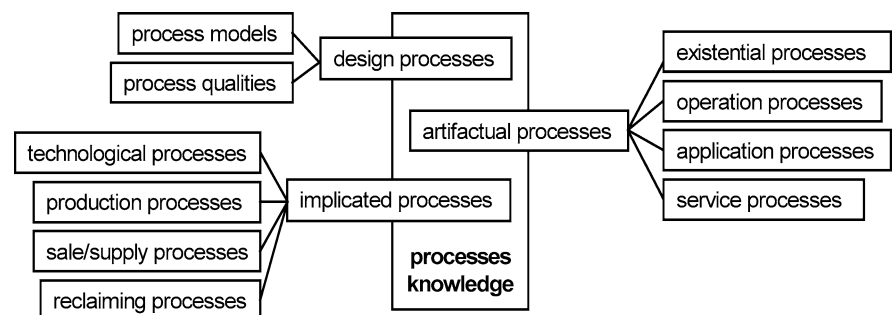 process models
process qualities
design processes
technological processes
production processes
sale/supply processes
reclaiming processes
implicated processes
artifactual processes
existential processes
operation processes
application processes
service processes
processes
knowledge